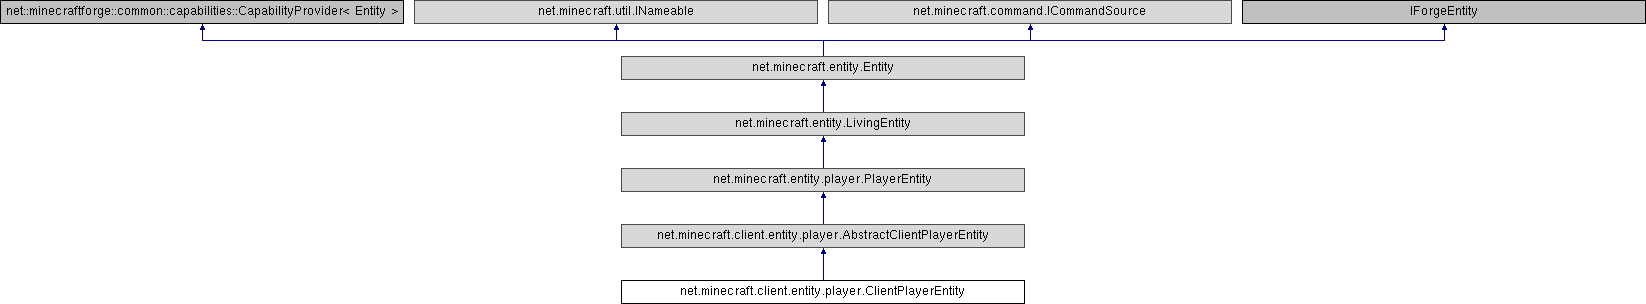 net::minecraftforge::common::capabilities::CapabilityProvider< Entity >
net.minecraft.util.INameable
net.minecraft.command.ICommandSource
IForgeEntity
net.minecraft.entity.Entity
net.minecraft.entity.LivingEntity
net.minecraft.entity.player.PlayerEntity
net.minecraft.client.entity.player.AbstractClientPlayerEntity
net.minecraft.client.entity.player.ClientPlayerEntity